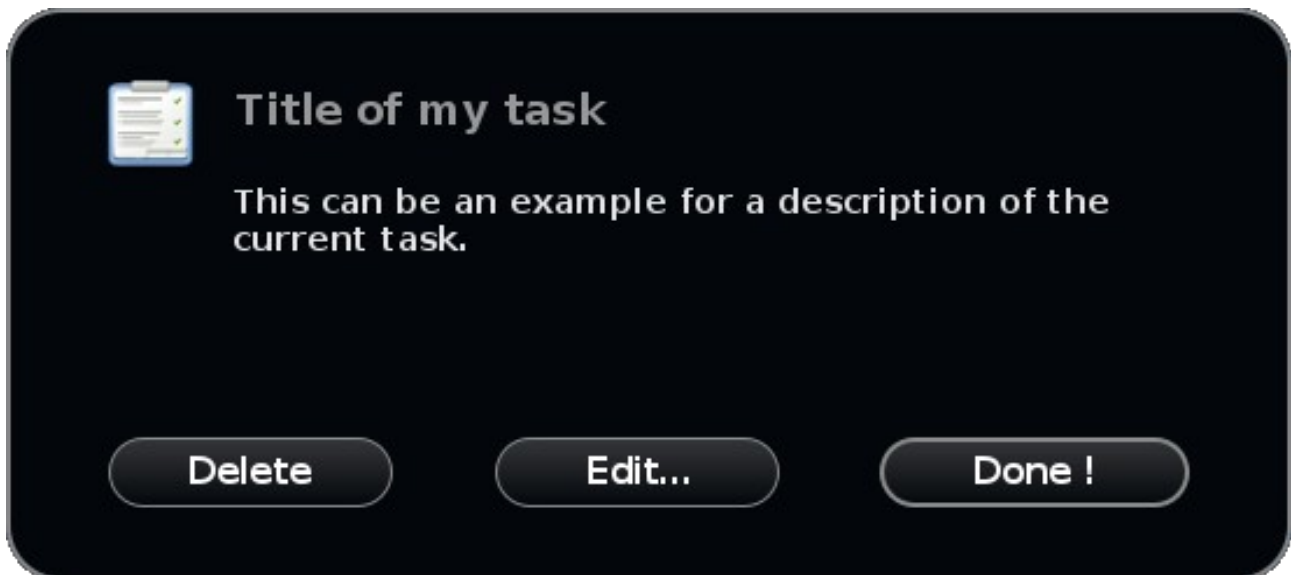 Title of my task
This can be an example for a description of the
current task.
Delete
Edit...
Done !